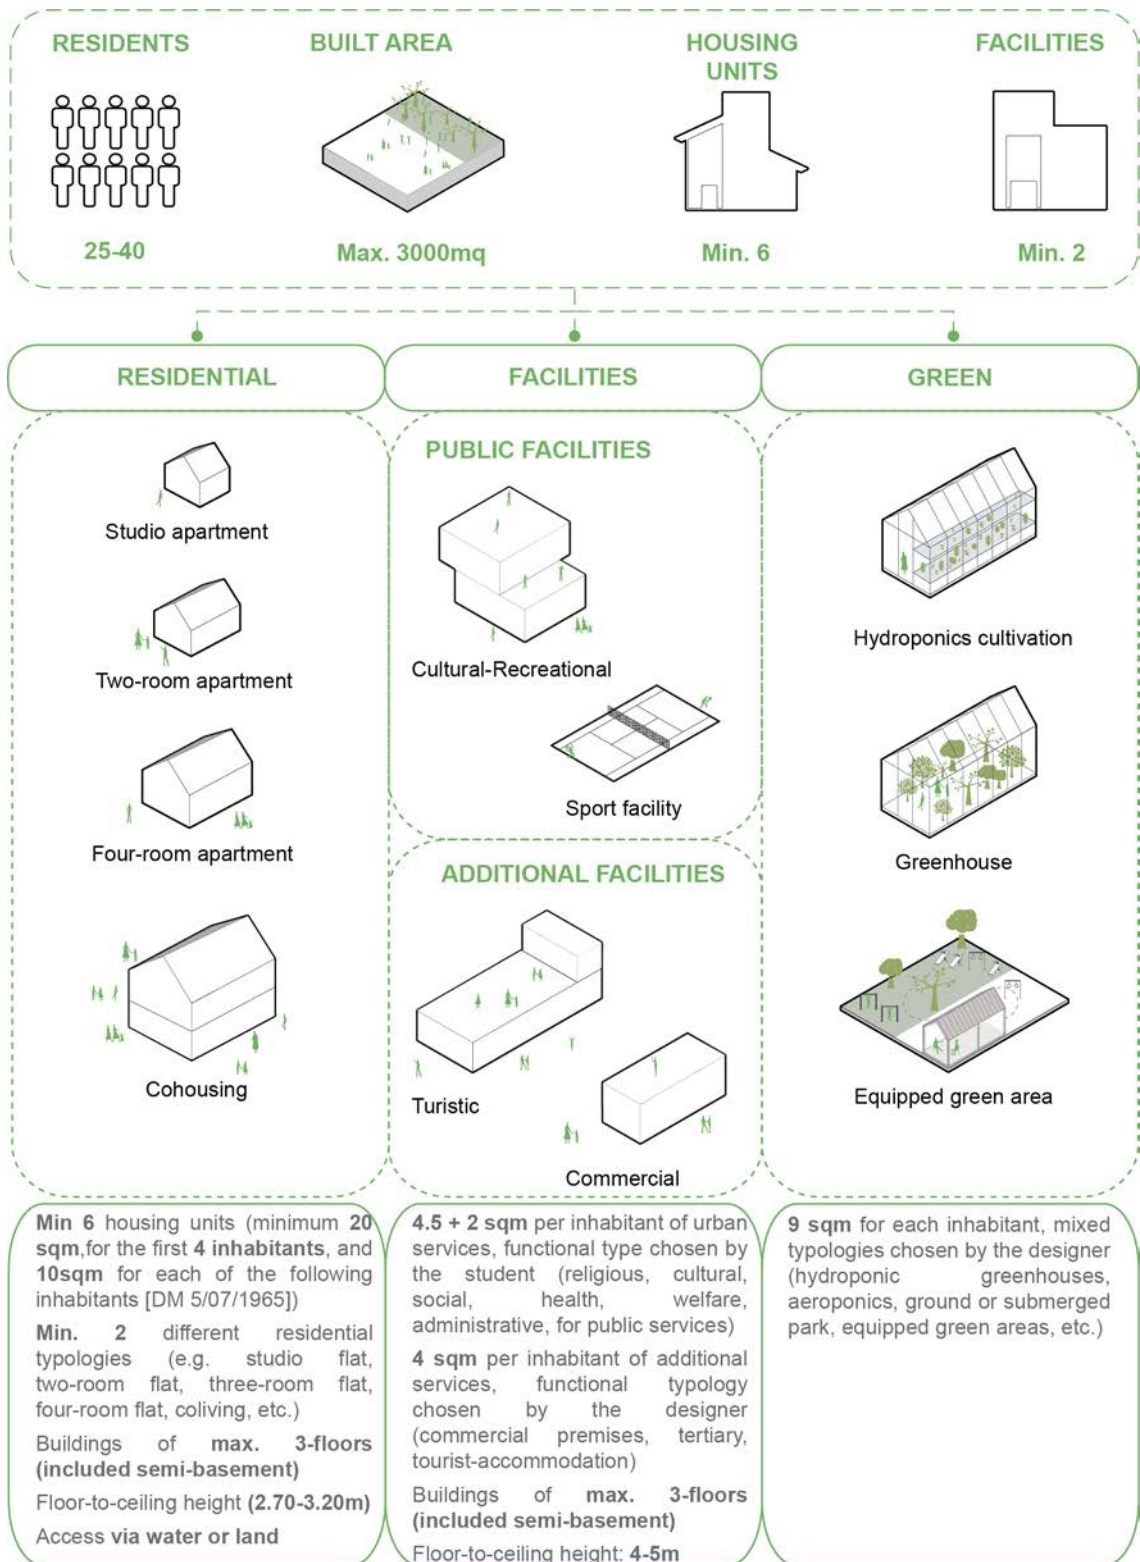 RESIDENTS
BUILT AREA
HOUSING
UNITS
FACILITIES
25-40
Max. 3000mq
Min. 6
Min. 2
RESIDENTIAL
FACILITIES
GREEN
Studio apartment
Two-room apartment
Four-room apartment
Cohousing
PUBLIC FACILITIES
Cultural-Recreational
Sport facility
ADDITIONAL FACILITIES
Turistic
Commercial
Hydroponics cultivation
Greenhouse
Equipped green area
Min 6 housing units (minimum 20
sqm,for the first 4 inhabitants, and
10sqm for each of the following
inhabitants [DM 5/07/1965])
Min. 2 different residential
typologies (e.g. studio flat,
two-room flat, three-room flat,
four-room flat, coliving, etc.)
Buildings of max. 3-floors
(included semi-basement)
Floor-to-ceiling height (2.70-3.20m)
Access via water or land
4.5 + 2 sqm per inhabitant of urban
services, functional type chosen by
the student (religious, cultural,
social, health, welfare,
administrative, for public services)
4 sqm per inhabitant of additional
services, functional typology
chosen by the designer
(commercial premises, tertiary,
tourist-accommodation)
Buildings of max. 3-floors
(included semi-basement)
Floor-to-ceiling height: 4-5m
9 sqm for each inhabitant, mixed
typologies chosen by the designer
(hydroponic greenhouses,
aeroponics, ground or submerged
park, equipped green areas, etc.)